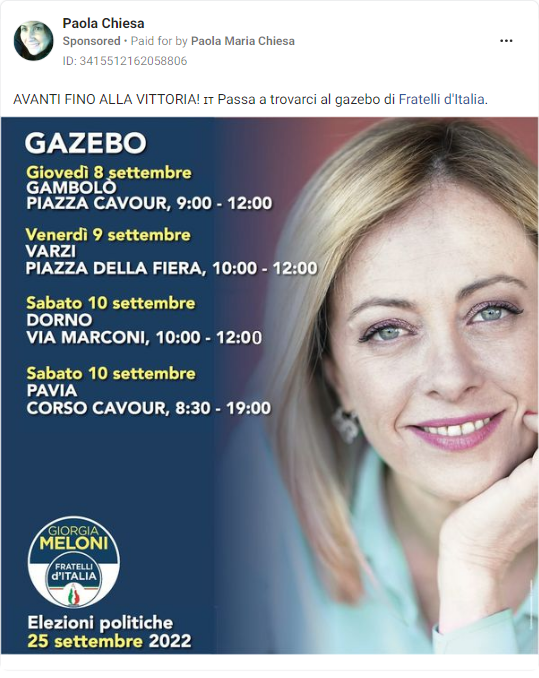 Paola Chiesa
Sponsored • Paid for by Paola Maria Chiesa
ID: 3415512162058806
AVANTI FINO ALLA VITTORIA! IT Passa a trovarci al gazebo di Fratelli d'Italia.
GAZEBO
Giovedì 8 settembre
GAMBOLÒ
PIAZZA CAVOUR, 9:00 - 12:00
Venerdì 9 settembre
VARZI
PIAZZA DELLA FIERA, 10:00 - 12:00
Sabato 10 settembre
DORNO
VIA MARCONI, 10:00 - 12:00
Sabato 10 settembre
PAVIA
CORSO CAVOUR, 8:30 - 19:00
GIORGIA
MELONI
FRATELLI
d'ITALIA
Elezioni politiche
25 settembre 2022